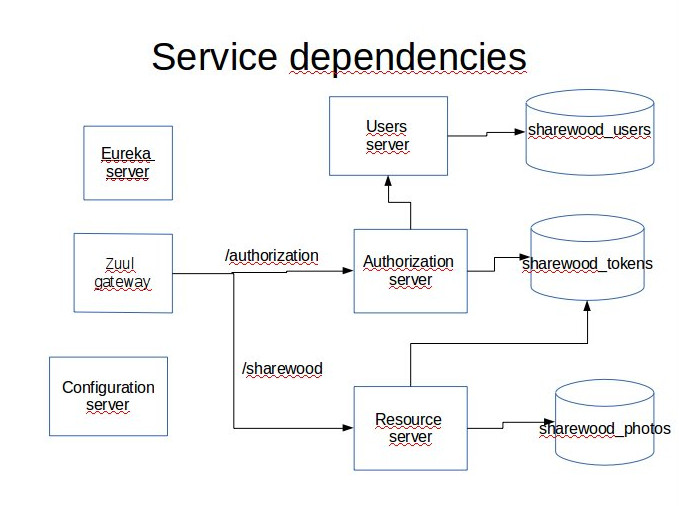 Service dependencies
Users
server
sharewood_users
Eureka
server
/authorization
Zuul
gateway
Authorization
server
sharewood_tokens
/sharewood
Configuration
server
Resource
server
sharewood_photos